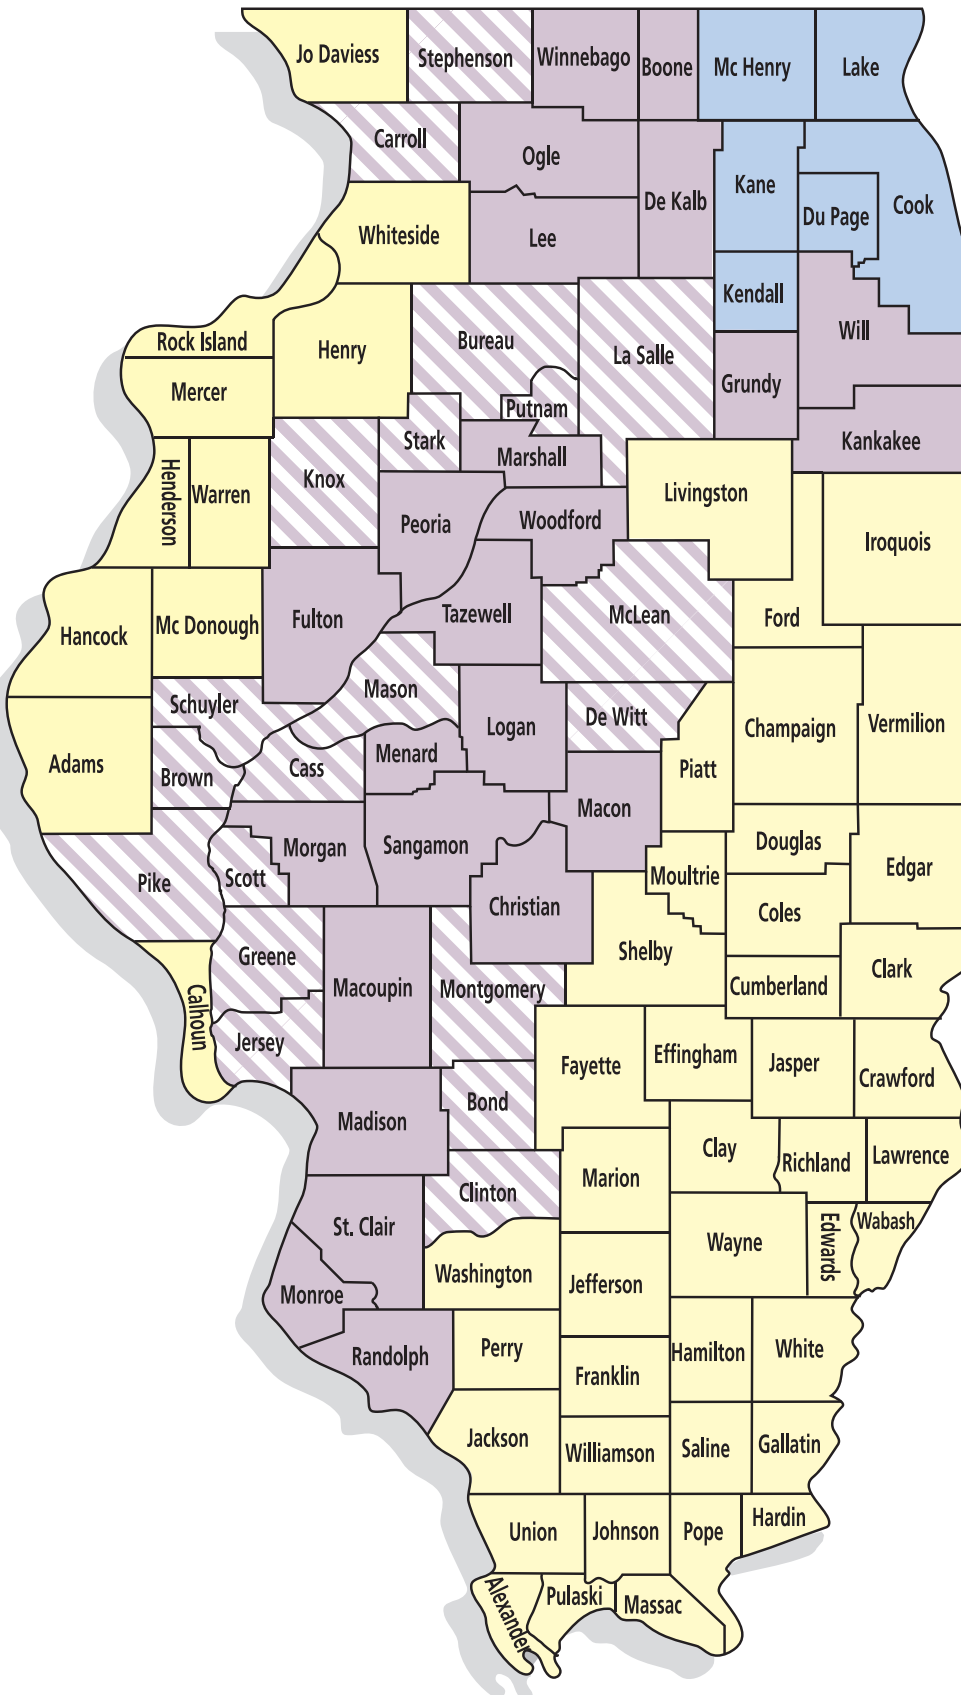 Jo Daviess
Stephenson
Winnebago
Boone
Mc Henry
Lake
Carroll
Ogle
De Kalb
Kane
Du Page
Cook
Whiteside
Lee
Kendall
Will
Rock Island
Henry
Bureau
La Salle
Grundy
Kankakee
Mercer
Putnam
Stark
Marshall
Henderson
Warren
Knox
Peoria
Woodford
Livingston
Iroquois
Hancock
Mc Donough
Fulton
Tazewell
McLean
Ford
Schuyler
Mason
Logan
De Witt
Champaign
Vermilion
Adams
Brown
Cass
Menard
Macon
Piatt
Pike
Scott
Morgan
Sangamon
Christian
Moultrie
Douglas
Edgar
Coles
Greene
Macoupin
Montgomery
Shelby
Cumberland
Clark
Calhoun
Jersey
Fayette
Effingham
Jasper
Crawford
Madison
Bond
Marion
Clay
Richland
Lawrence
Clinton
St. Clair
Wayne
Edwards
Wabash
Monroe
Washington
Jefferson
Randolph
Perry
Franklin
Hamilton
White
Jackson
Williamson
Saline
Gallatin
Union
Johnson
Pope
Hardin
Alexander
Pulaski
Massac